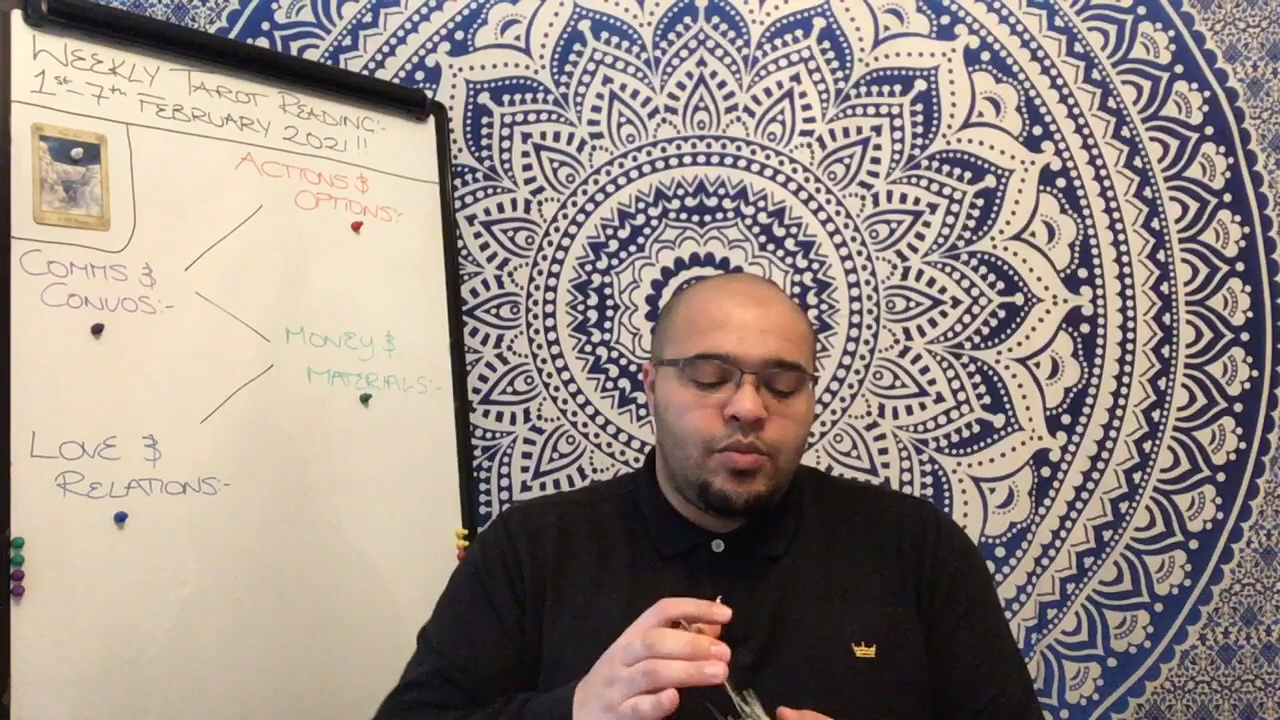 WEEKLY TAROT READING:-
1st-7th FEBRUARY 2021!!
ACTIONS &
OPTIONS:-
COMMS &
CONVOS:-
MONEY &
MATERIALS:-
LOVE &
RELATIONS:-